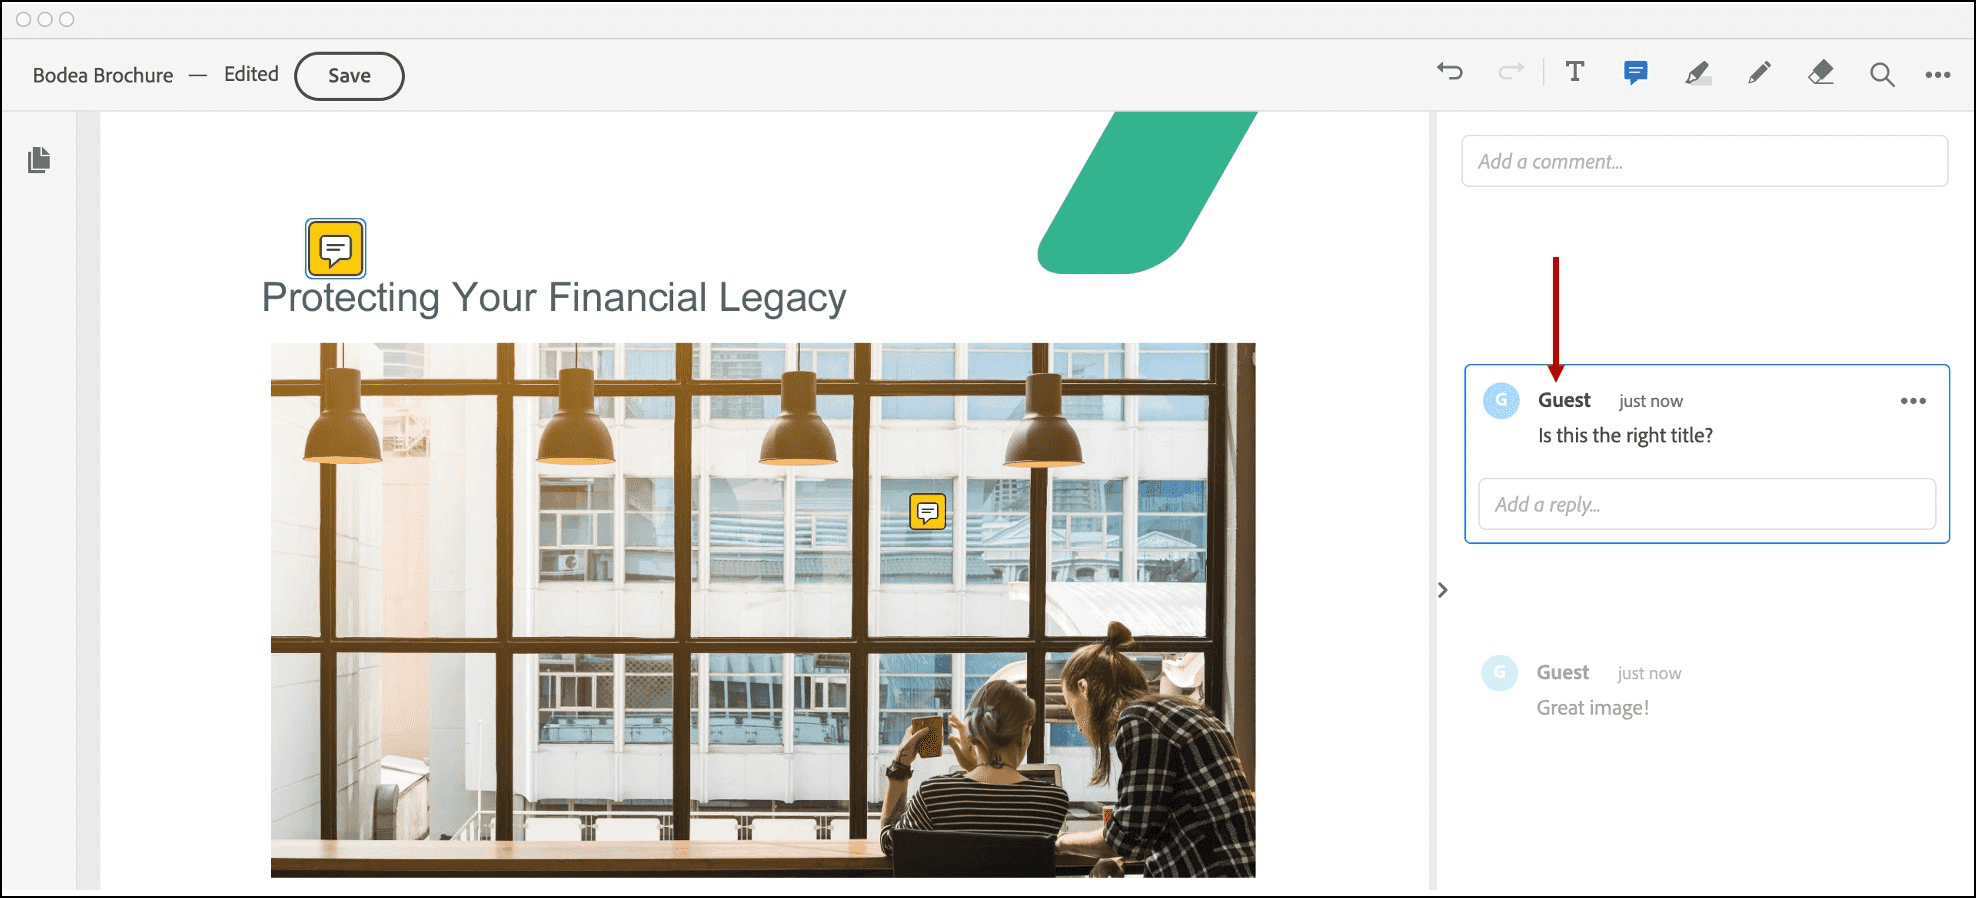 Bodea Brochure — Edited Save
T
Add a comment...
Protecting Your Financial Legacy
G Guest just now
Is this the right title?
Add a reply...
G Guest just now
Great image!